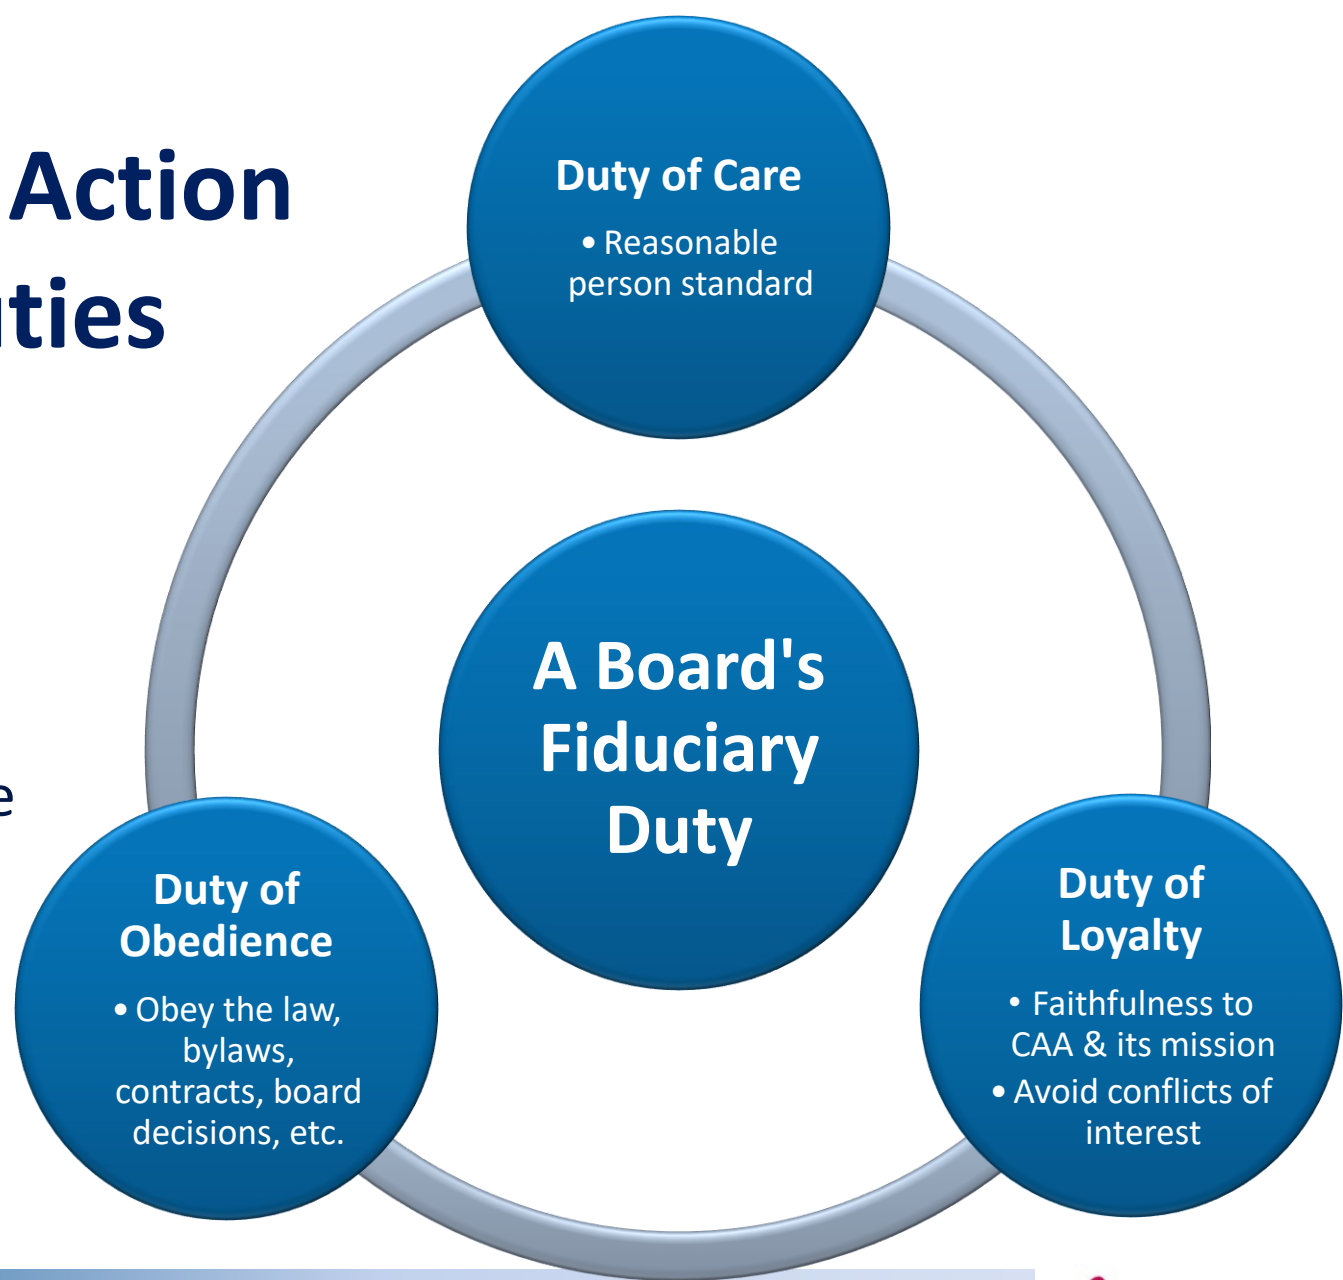 Action
Duty of Care
• Reasonable
person standard
A Board's
Fiduciary
Duty
Duty of
Obedience
• Obey the law,
bylaws,
contracts, board
decisions, etc.
Duty of
Loyalty
• Faithfulness to
CAA & its mission
• Avoid conflicts of
interest